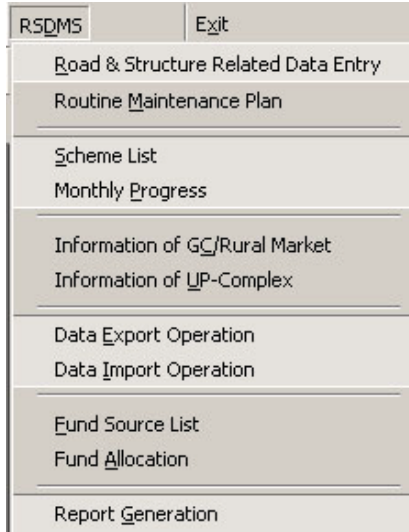 RSDMS Exit
Road & Structure Related Data Entry
Routine Maintenance Plan
Scheme List
Monthly Progress
Information of GC/Rural Market
Information of UP-Complex
Data Export Operation
Data Import Operation
Fund Source List
Fund Allocation
Report Generation